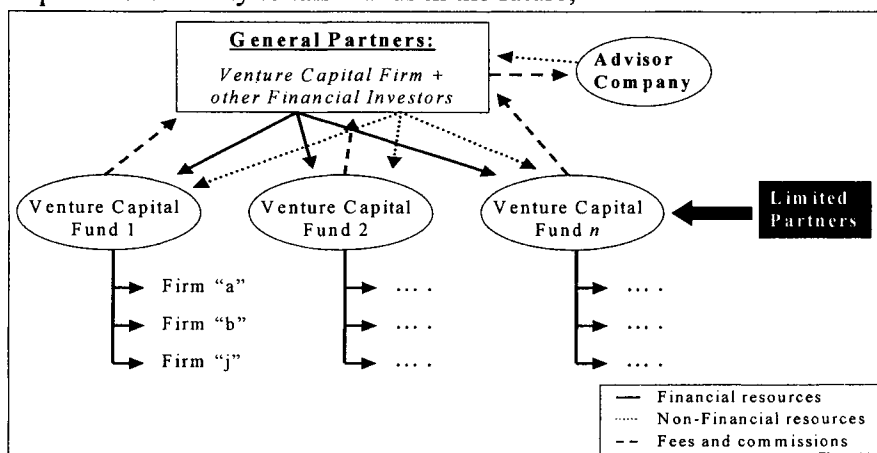 General Partners:
Venture Capital Firm +
other Financial Investors
Advisor
Company
Venture Capital
Fund 1
Venture Capital
Fund 2
Venture Capital
Fund n
Limited
Partners
Firm "a"
Firm "b"
Firm "j"
....
....
....
....
....
....
Financial resources
Non-Financial resources
Fees and commissions